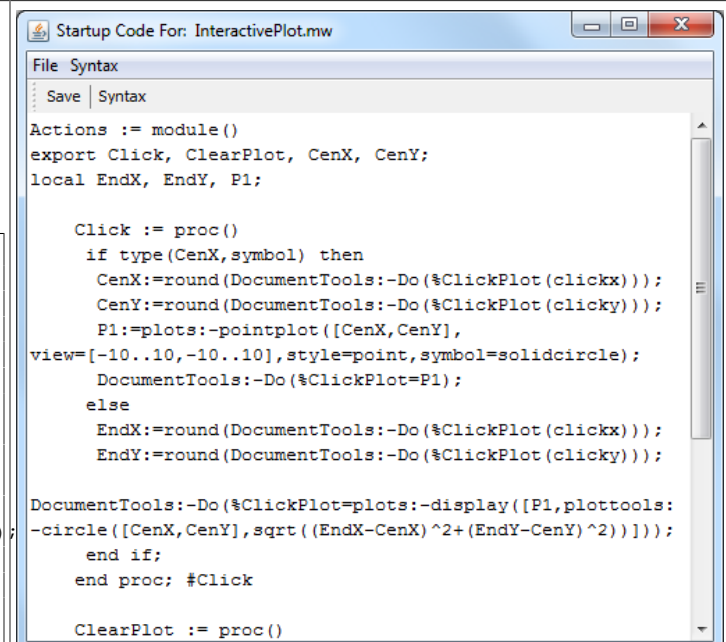 Startup Code For: InteractivePlot.mw
File Syntax
Save Syntax
Actions := module()
export Click, ClearPlot, CenX, CenY;
local EndX, EndY, P1;
Click := proc()
if type(CenX,symbol) then
CenX:=round(DocumentTools:-Do(%ClickPlot(clickx)));
CenY:=round(DocumentTools:-Do(%ClickPlot(clicky)));
P1:=plots:-pointplot([CenX,CenY],
view=[-10..10,-10..10],style=point,symbol=solidcircle);
DocumentTools:-Do(%ClickPlot=P1);
else
EndX:=round(DocumentTools:-Do(%ClickPlot(clickx)));
EndY:=round(DocumentTools:-Do(%ClickPlot(clicky)));
DocumentTools:-Do(%ClickPlot=plots:-display([P1,plottools:
);
-circle([CenX,CenY],sqrt((EndX-CenX)^2+(EndY-CenY)^2))]));
end if;
end proc; #Click
ClearPlot := proc()